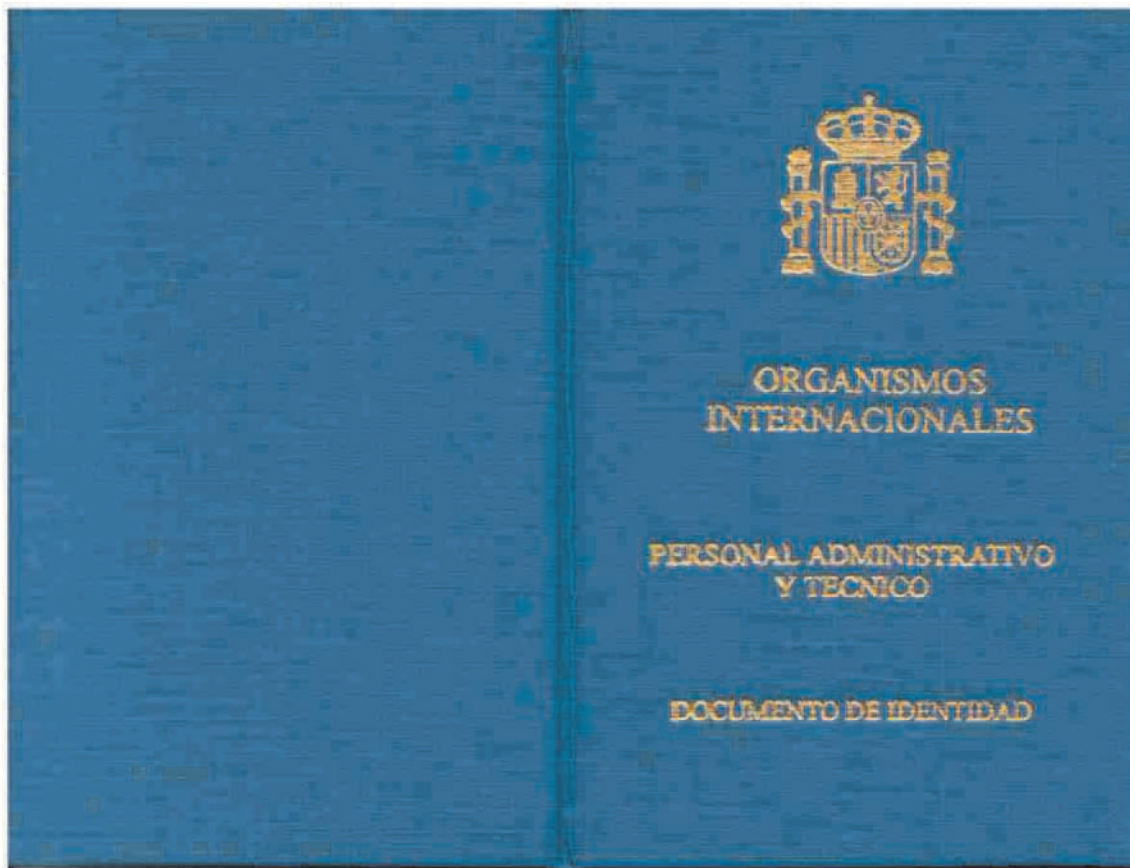 ORGANISMOS
INTERNACIONALES
PERSONAL ADMINISTRATIVO
Y TECNICO
DOCUMENTO DE IDENTIDAD